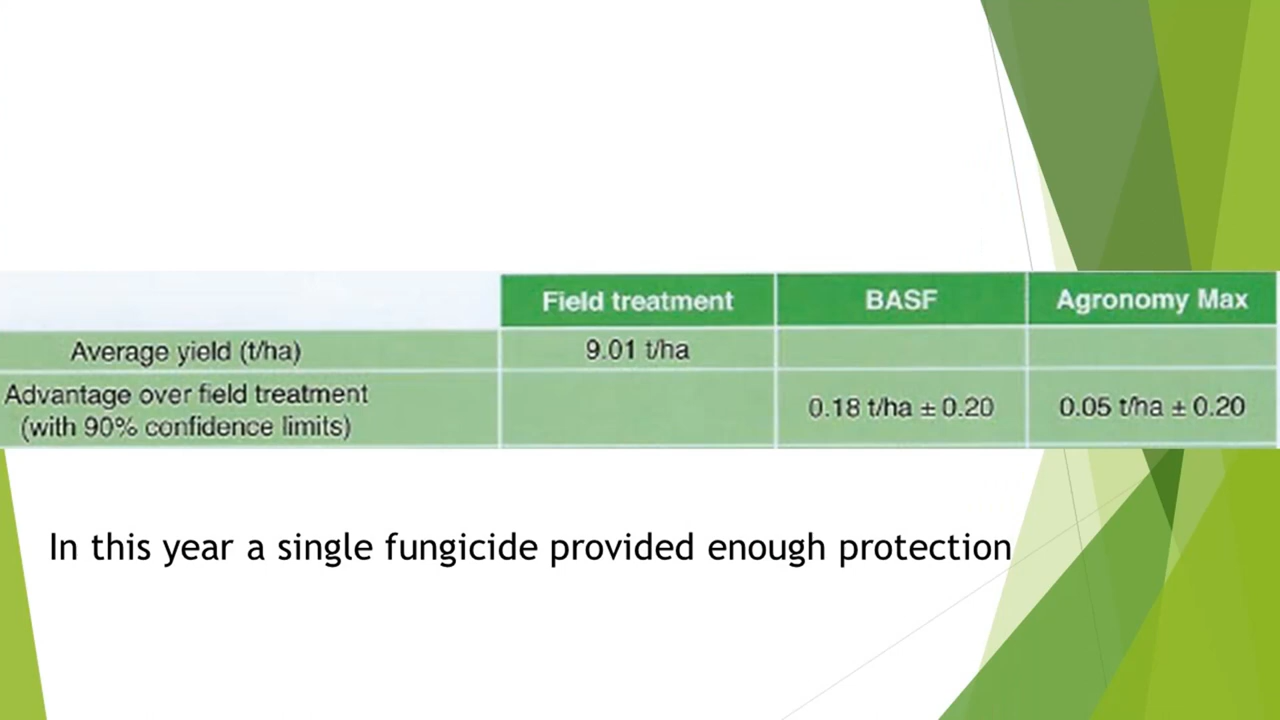 Field treatment BASF Agronomy Max
Average yield (t/ha) 9.01 t/ha
Advantage over field treatment
(with 90% confidence limits) 0.18 t/ha ± 0.20 0.05 t/ha ± 0.20
In this year a single fungicide provided enough protection